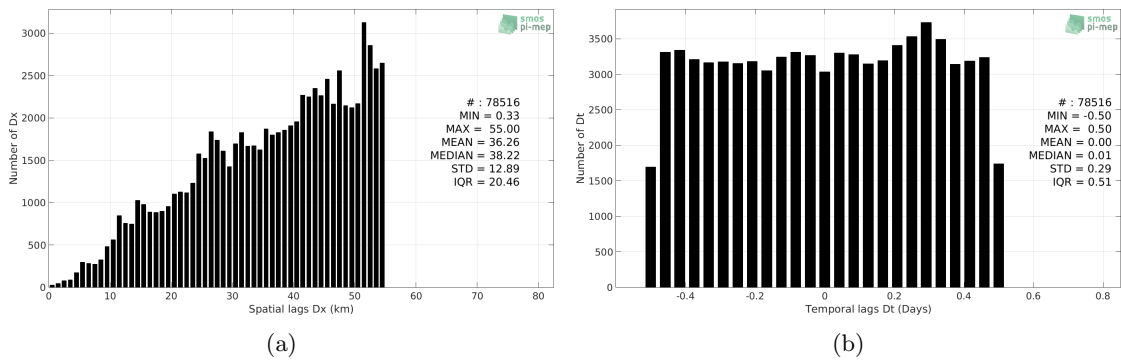 smos
pi-mep
3000
2500
2000
1500
1000
500
0
Number of Dx
# : 78516
MIN = 0.33
MAX = 55.00
MEAN = 36.26
MEDIAN = 38.22
STD = 12.89
IQR = 20.46
0 10 20 30 40 50 60 70 80
Spatial lags Dx (km)
(a)
smos
pi-mep
3500
3000
2500
2000
1500
1000
500
0
Number of Dt
# : 78516
MIN = -0.50
MAX = 0.50
MEAN = 0.00
MEDIAN = 0.01
STD = 0.29
IQR = 0.51
-0.4 -0.2 0 0.2 0.4 0.6 0.8
Temporal lags Dt (Days)
(b)